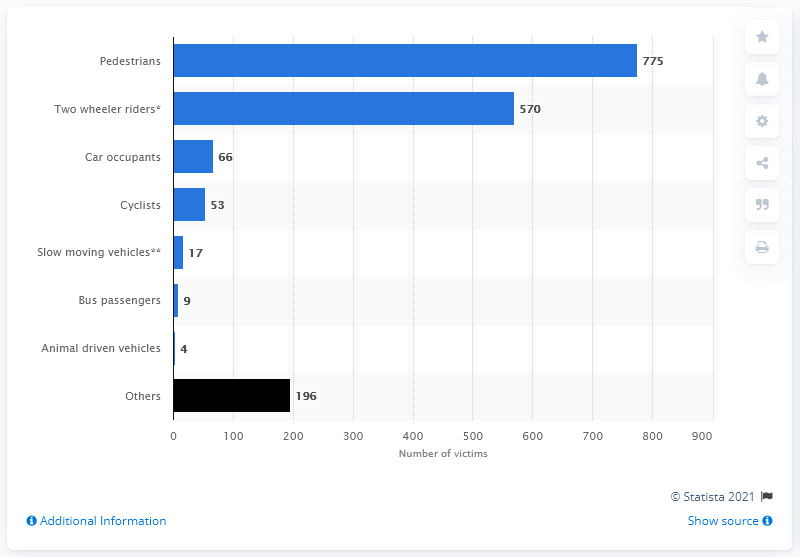 Pedestrians 775
Two wheeler riders* 570
Car occupants 66
Cyclists 53
Slow moving vehicles** 17
Bus passengers 9
Animal driven vehicles 4
Others 196
0 100 200 300 400 500 600 700 800 900
Number of victims
© Statista 2021
Additional Information
Show source